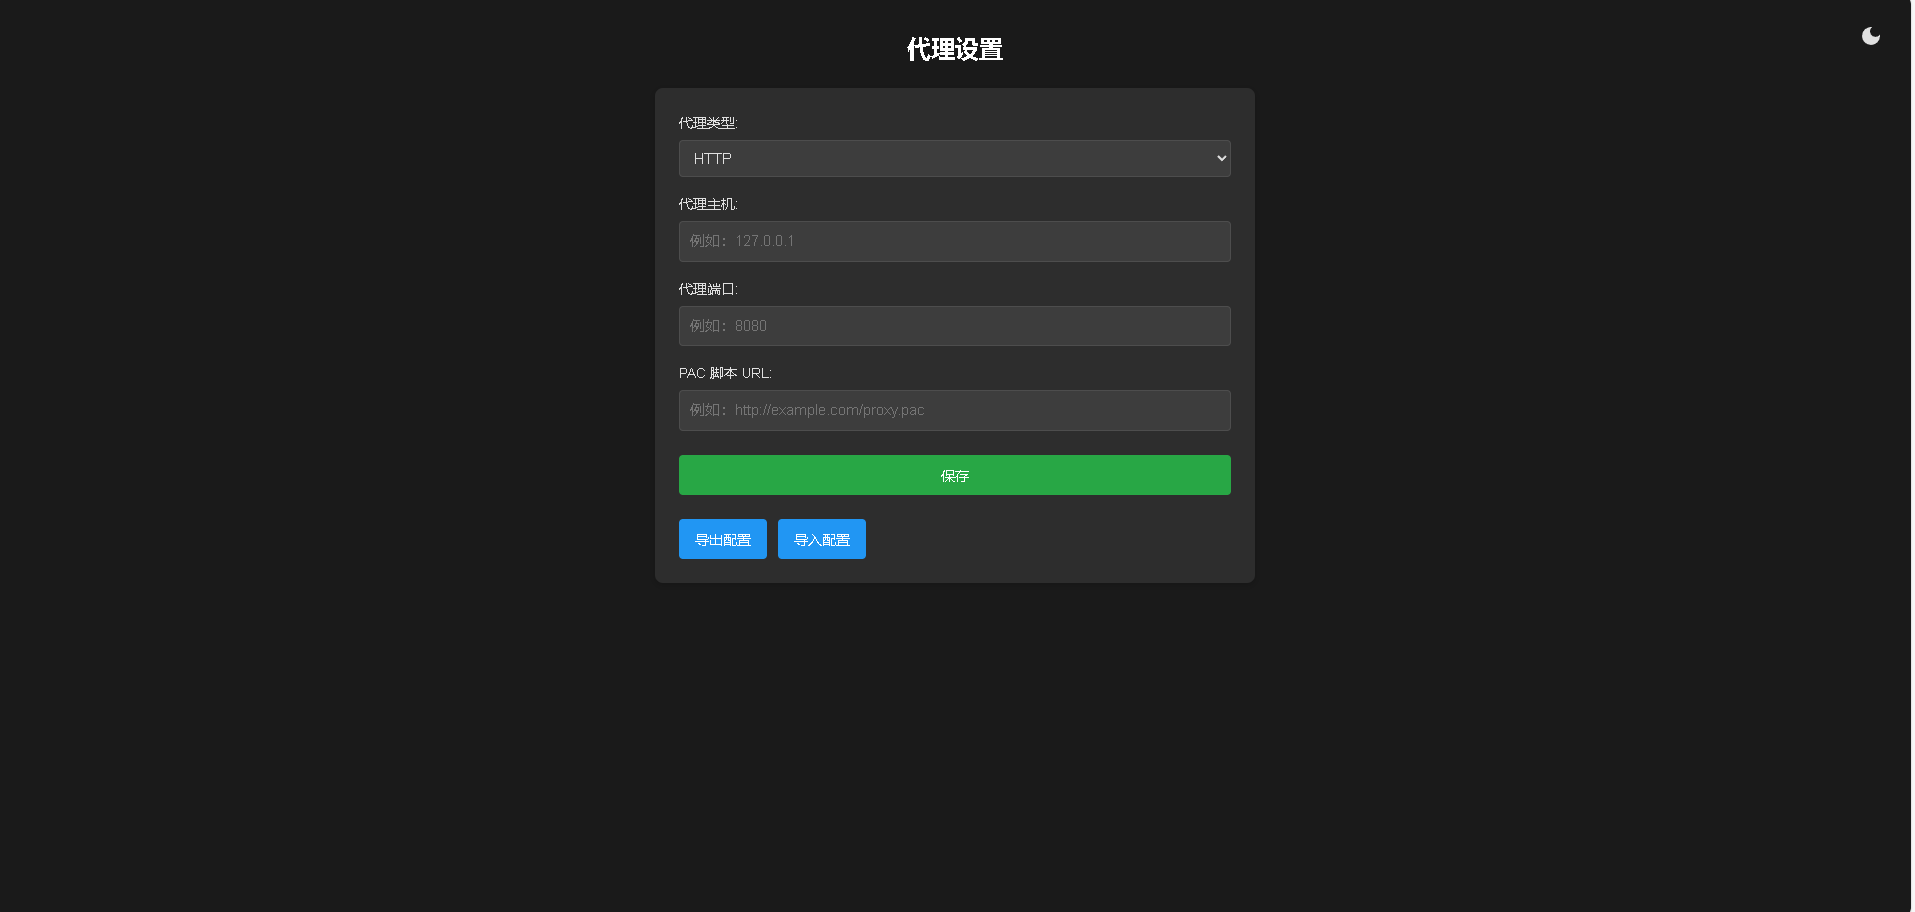 代理设置
代理类型:
HTTP
代理主机:
例如：127.0.0.1
代理端口:
例如：8080
PAC 脚本 URL:
例如：http://example.com/proxy.pac
保存
导出配置 导入配置